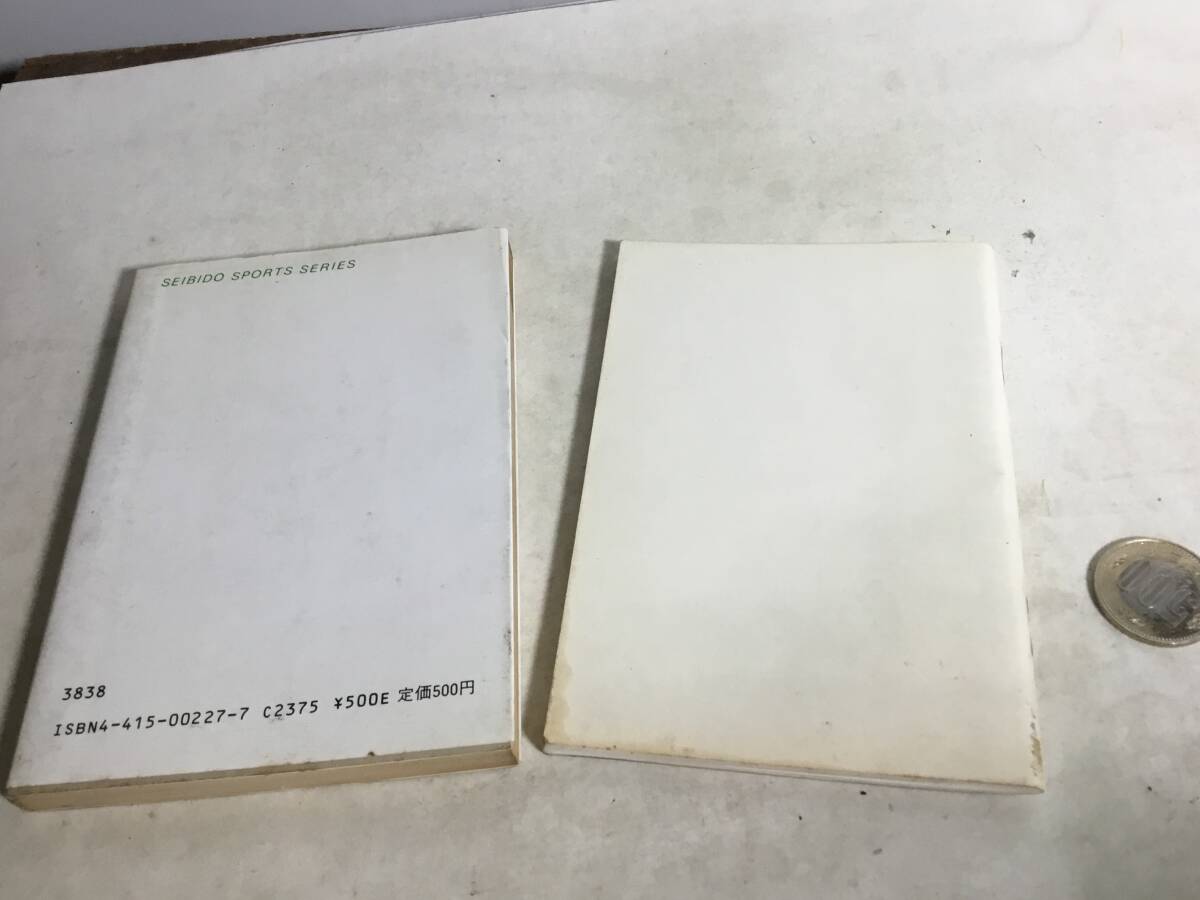 SEIBIDO SPORTS SERIES
3838
ISBN4-415-00227-7 C2375 ¥500E 定価500円